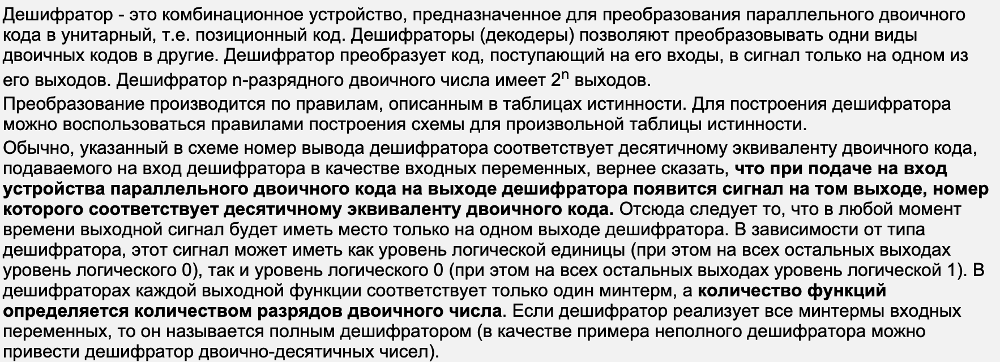 Дешифратор - это комбинационное устройство, предназначенное для преобразования параллельного двоичного
кода в унитарный, т.е. позиционный код. Дешифраторы (декодеры) позволяют преобразовывать одни виды
двоичных кодов в другие. Дешифратор преобразует код, поступающий на его входы, в сигнал только на одном из
его выходов. Дешифратор n-разрядного двоичного числа имеет 2ⁿ выходов.
Преобразование производится по правилам, описанным в таблицах истинности. Для построения дешифратора
можно воспользоваться правилами построения схемы для произвольной таблицы истинности.
Обычно, указанный в схеме номер вывода дешифратора соответствует десятичному эквиваленту двоичного кода,
подаваемого на вход дешифратора в качестве входных переменных, вернее сказать, что при подаче на вход
устройства параллельного двоичного кода на выходе дешифратора появится сигнал на том выходе, номер
которого соответствует десятичному эквиваленту двоичного кода. Отсюда следует то, что в любой момент
времени выходной сигнал будет иметь место только на одном выходе дешифратора. В зависимости от типа
дешифратора, этот сигнал может иметь как уровень логической единицы (при этом на всех остальных выходах
уровень логического 0), так и уровень логического 0 (при этом на всех остальных выходах уровень логической 1). В
дешифраторах каждой выходной функции соответствует только один минтерм, а количество функций
определяется количеством разрядов двоичного числа. Если дешифратор реализует все минтермы входных
переменных, то он называется полным дешифратором (в качестве примера неполного дешифратора можно
привести дешифратор двоично-десятичных чисел).